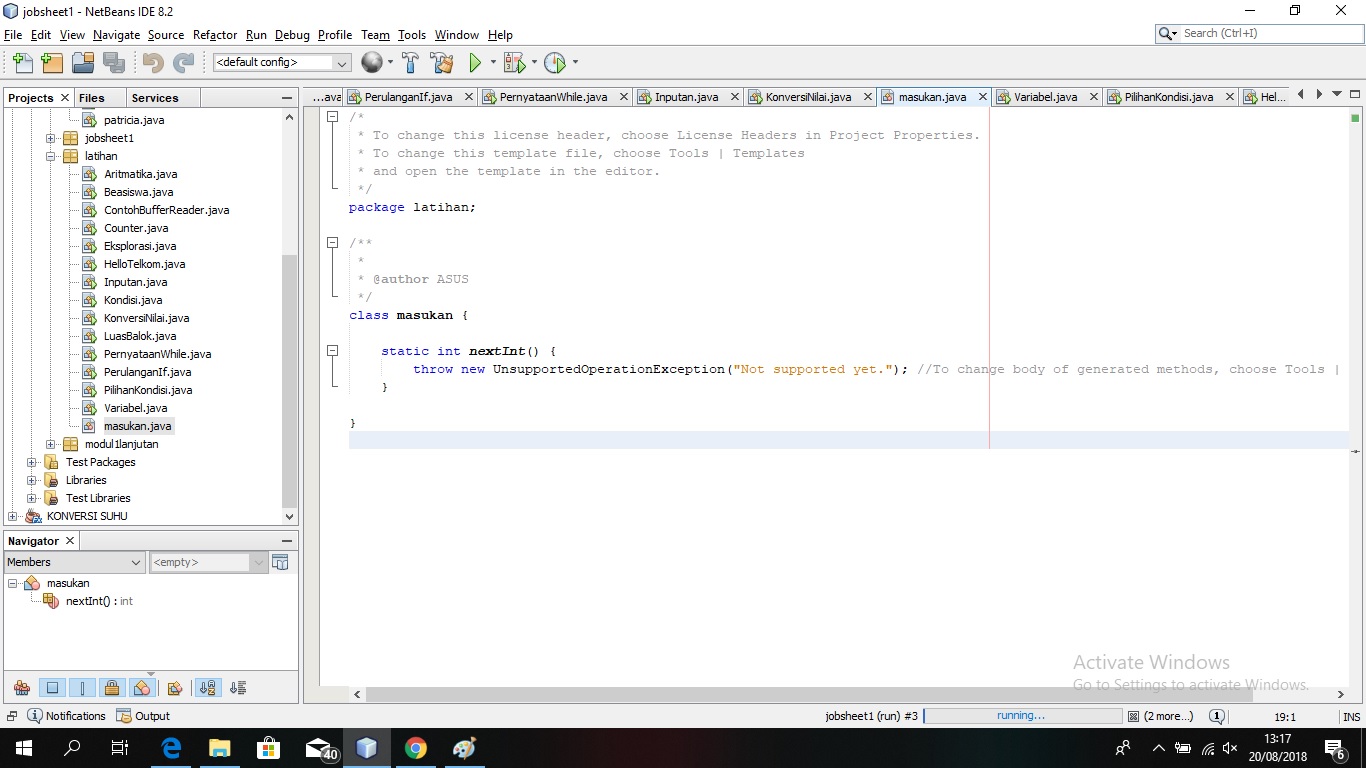 jobsheet1 - NetBeans IDE 8.2
File Edit View Navigate Source Refactor Run Debug Profile Team Tools Window Help
Search (Ctrl+I)
<default config>
Projects Files Services
...ava PerulanganIf.java PernyataanWhile.java Inputan.java KonversiNilai.java masukan.java Variabel.java PilihanKondisi.java Hel...
patricia.java
jobsheet1
latihan
Aritmatika.java
Beasiswa.java
ContohBufferReader.java
Counter.java
Eksplorasi.java
HelloTelkom.java
Inputan.java
Kondisi.java
KonversiNilai.java
LuasBalok.java
PernyataanWhile.java
PerulanganIf.java
PilihanKondisi.java
Variabel.java
masukan.java
modul1lanjutan
Test Packages
Libraries
Test Libraries
KONVERSI SUHU
/*
* To change this license header, choose License Headers in Project Properties.
* To change this template file, choose Tools | Templates
* and open the template in the editor.
*/
package latihan;
/**
*
* @author ASUS
*/
class masukan {
static int nextInt() {
throw new UnsupportedOperationException("Not supported yet."); //To change body of generated methods, choose Tools |
}
}
Navigator
Members <empty>
masukan
nextInt() : int
Activate Windows
Go to Settings to activate Windows.
Notifications Output
jobsheet1 (run) #3 running... (2 more...) 1 19:1 INS
40
13:17
20/08/2018
6